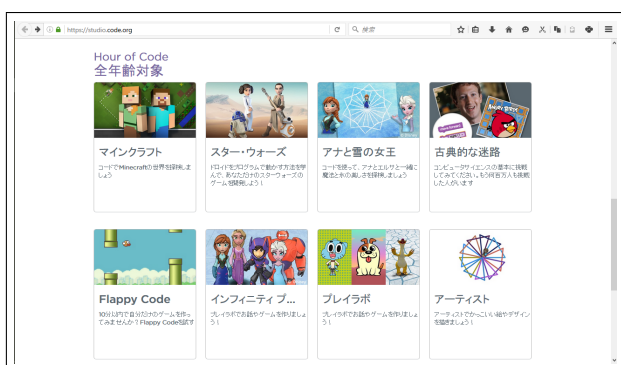 https://studio.code.org
検索
Hour of Code
全年齢対象
マインクラフト
コードでMinecraftの世界を探検しま
しょう
スター・ウォーズ
ドロイドをプログラムで動かす方法を学
んで、あなただけのスターウォーズの
ゲームを開発しよう！
アナと雪の女王
コードを使って、アナとエルサと一緒に
魔法と氷の美しさを探検しましょう
ANGRY BIRDS
古典的な迷路
コンピュータサイエンスの基本に挑戦
してみてください。もう何百万人も挑戦
した人がいます
Flappy Code
10分以内で自分だけのゲームを作っ
てみませんか？Flappy Codeを試す
インフィニティ プ...
プレイラボでお話やゲームを作りましょ
う！
プレイラボ
プレイラボでお話やゲームを作りましょ
う！
アーティスト
アーティストでかっこいい絵やデザイン
を描きましょう！